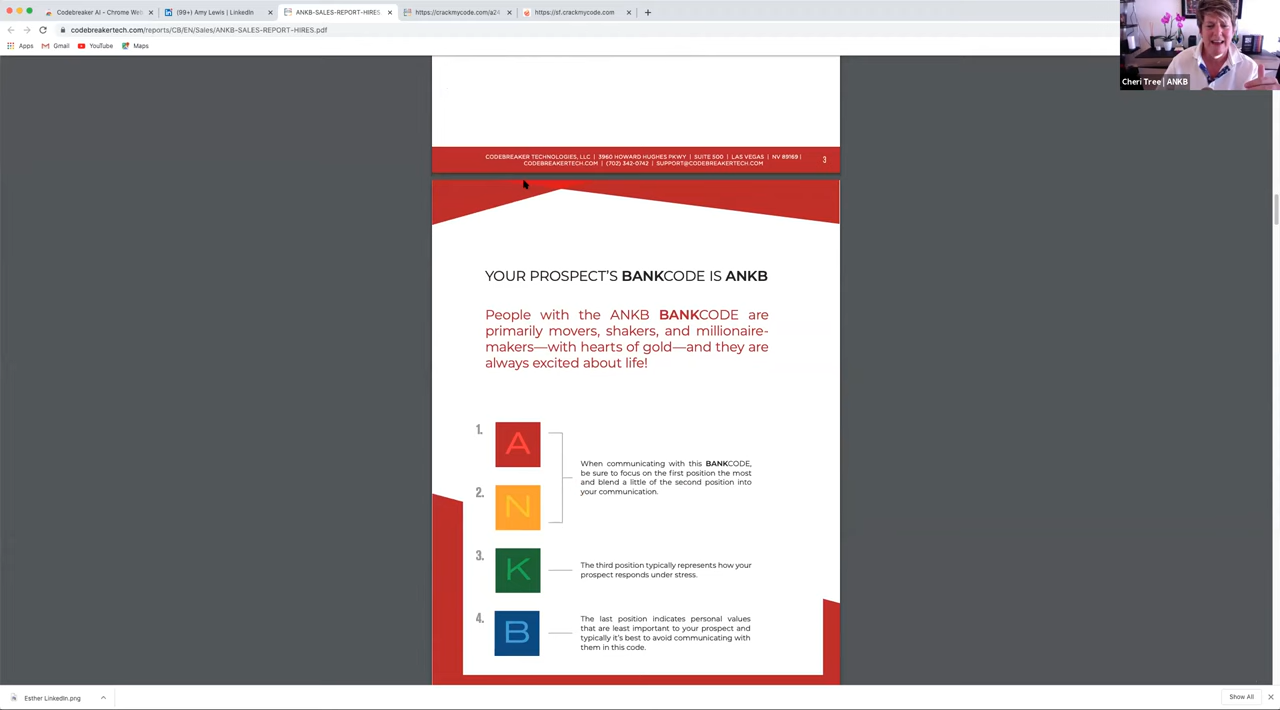 Codebreaker AI - Chrome Web
(99+) Amy Lewis | LinkedIn
ANKB-SALES-REPORT-HIRES.
https://crackmycode.com/a2
https://sf.crackmycode.com
codebreakertech.com/reports/CB/EN/Sales/ANKB-SALES-REPORT-HIRES.pdf
Apps Gmail YouTube Maps
Cheri Tree | ANKB
CODEBREAKER TECHNOLOGIES, LLC | 3960 HOWARD HUGHES PKWY | SUITE 500 | LAS VEGAS | NV 89169 |
CODEBREAKERTECH.COM | (702) 342-0742 | SUPPORT@CODEBREAKERTECH.COM
3
YOUR PROSPECT'S BANKCODE IS ANKB
People with the ANKB BANKCODE are
primarily movers, shakers, and millionaire-
makers—with hearts of gold—and they are
always excited about life!
1.
A
2.
N
When communicating with this BANKCODE,
be sure to focus on the first position the most
and blend a little of the second position into
your communication.
3.
K
The third position typically represents how your
prospect responds under stress.
4.
B
The last position indicates personal values
that are least important to your prospect and
typically it's best to avoid communicating with
them in this code.
Esther LinkedIn.png
Show All